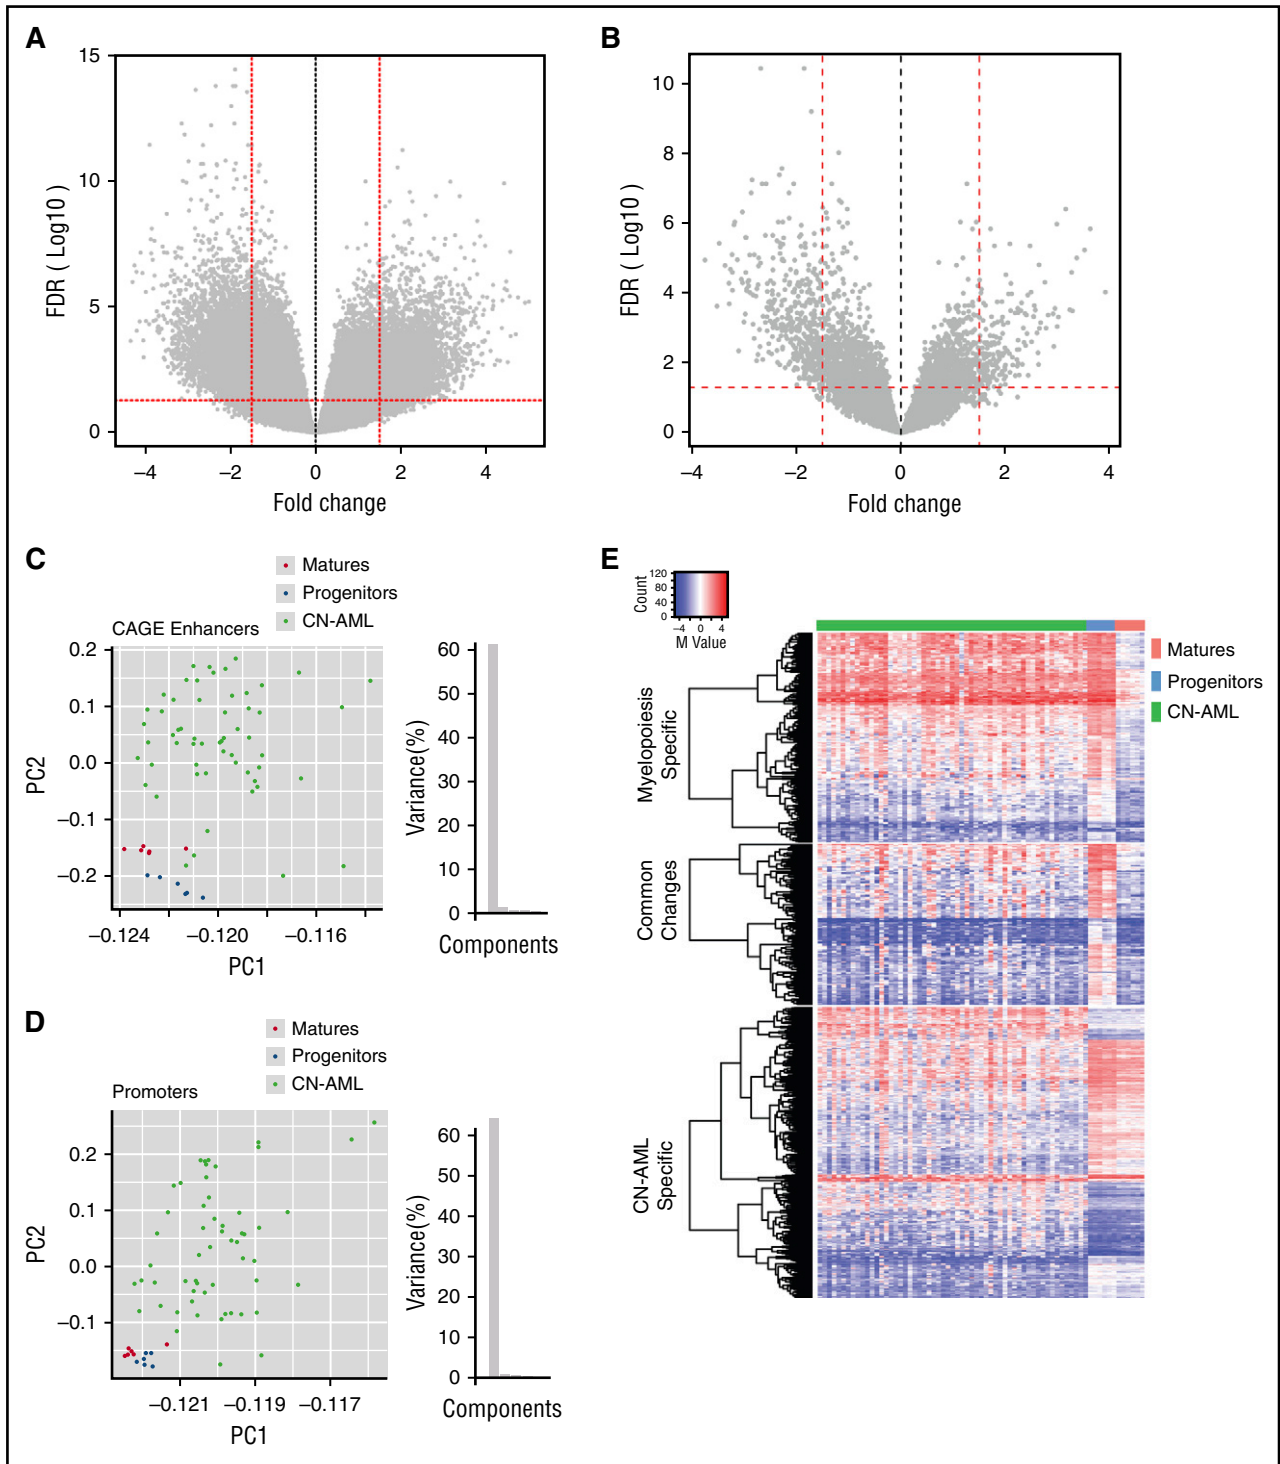 A
15
10
5
0
FDR ( Log10 )
−4 −2 0 2 4
Fold change
B
10
8
6
4
2
0
FDR ( Log10 )
−4 −2 0 2 4
Fold change
C
Matures
Progenitors
CN-AML
CAGE Enhancers
0.2
0.1
0.0
−0.1
−0.2
PC2
−0.124 −0.120 −0.116
PC1
60
50
40
30
20
10
0
Variance(%)
Components
D
Matures
Progenitors
CN-AML
Promoters
0.2
0.1
0.0
−0.1
PC2
−0.121 −0.119 −0.117
PC1
60
50
40
30
20
10
0
Variance(%)
Components
E
120
80
40
0
Count
−4 0 4
M Value
Matures
Progenitors
CN-AML
Myelopoiesis
Specific
Common
Changes
CN-AML
Specific